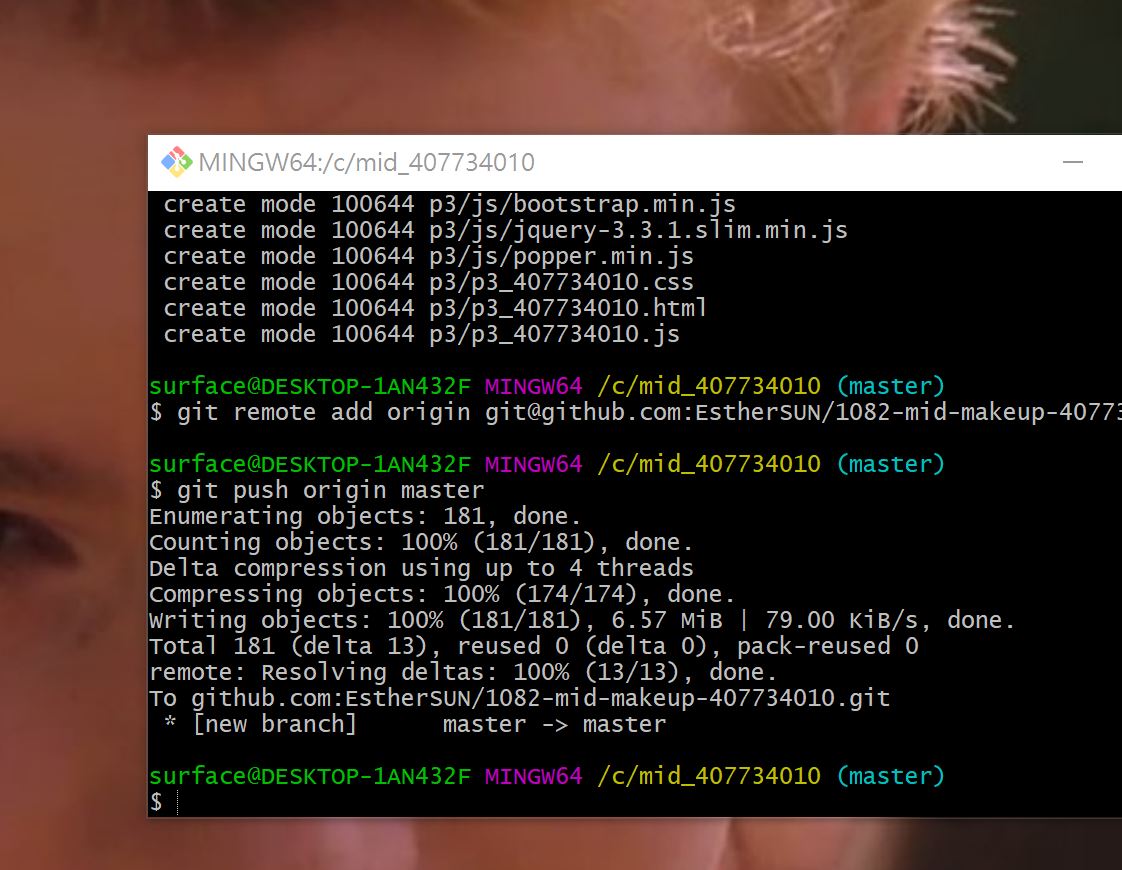 MINGW64:/c/mid_407734010
create mode 100644 p3/js/bootstrap.min.js
create mode 100644 p3/js/jquery-3.3.1.slim.min.js
create mode 100644 p3/js/popper.min.js
create mode 100644 p3/p3_407734010.css
create mode 100644 p3/p3_407734010.html
create mode 100644 p3/p3_407734010.js
surface@DESKTOP-1AN432F MINGW64 /c/mid_407734010 (master)
$ git remote add origin git@github.com:EstherSUN/1082-mid-makeup-40773
surface@DESKTOP-1AN432F MINGW64 /c/mid_407734010 (master)
$ git push origin master
Enumerating objects: 181, done.
Counting objects: 100% (181/181), done.
Delta compression using up to 4 threads
Compressing objects: 100% (174/174), done.
Writing objects: 100% (181/181), 6.57 MiB | 79.00 KiB/s, done.
Total 181 (delta 13), reused 0 (delta 0), pack-reused 0
remote: Resolving deltas: 100% (13/13), done.
To github.com:EstherSUN/1082-mid-makeup-407734010.git
* [new branch] master -> master
surface@DESKTOP-1AN432F MINGW64 /c/mid_407734010 (master)
$